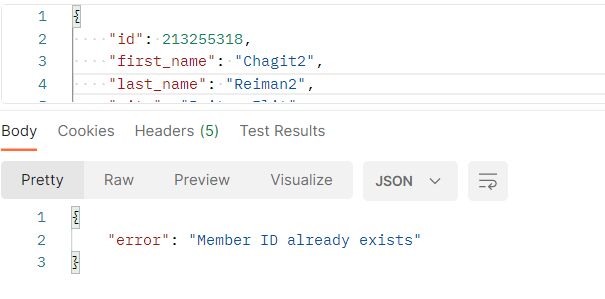 1 {
2 "id": 213255318,
3 "first_name": "Chagit2",
4 "last_name": "Reiman2",
Body Cookies Headers (5) Test Results
Pretty Raw Preview Visualize JSON
1 {
2 "error": "Member ID already exists"
3 }